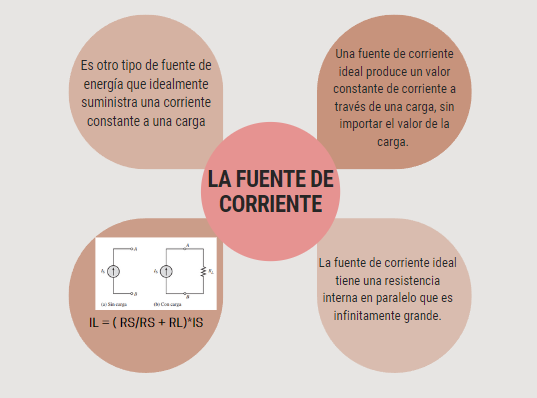 Es otro tipo de fuente de
energía que idealmente
suministra una corriente
constante a una carga
Una fuente de corriente
ideal produce un valor
constante de corriente a
través de una carga, sin
importar el valor de la
carga.
LA FUENTE DE
CORRIENTE
A
B
(a) Sin carga
A
B
(b) Con carga
IL = ( RS/RS + RL)*IS
La fuente de corriente ideal
tiene una resistencia
interna en paralelo que es
infinitamente grande.